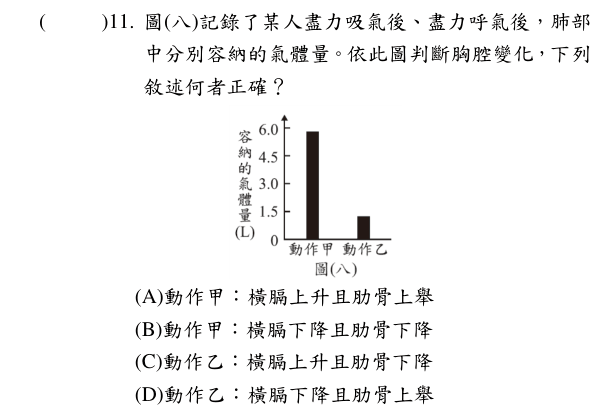 (　　)11. 圖(八)記錄了某人盡力吸氣後、盡力呼氣後，肺部
中分別容納的氣體量。依此圖判斷胸腔變化，下列
敘述何者正確？
容納的氣體量(L)
6.0
4.5
3.0
1.5
0
動作甲 動作乙
圖(八)
(A)動作甲：橫膈上升且肋骨上舉
(B)動作甲：橫膈下降且肋骨下降
(C)動作乙：橫膈上升且肋骨下降
(D)動作乙：橫膈下降且肋骨上舉